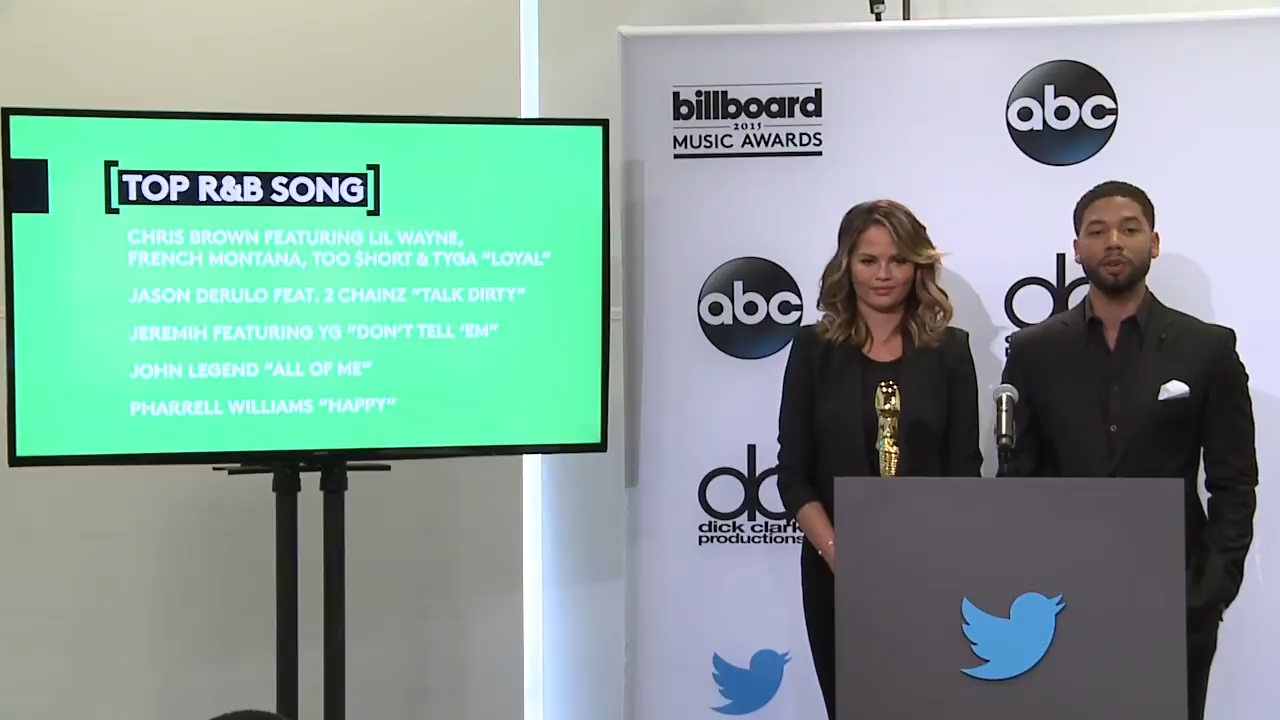 [TOP R&B SONG]
CHRIS BROWN FEATURING LIL WAYNE,
FRENCH MONTANA, TOO $HORT & TYGA “LOYAL”
JASON DERULO FEAT. 2 CHAINZ “TALK DIRTY”
JEREMIH FEATURING YG “DON'T TELL ‘EM”
JOHN LEGEND “ALL OF ME”
PHARRELL WILLIAMS “HAPPY”
billboard
2015
MUSIC AWARDS
abc
abc
dc
dick clark
productions